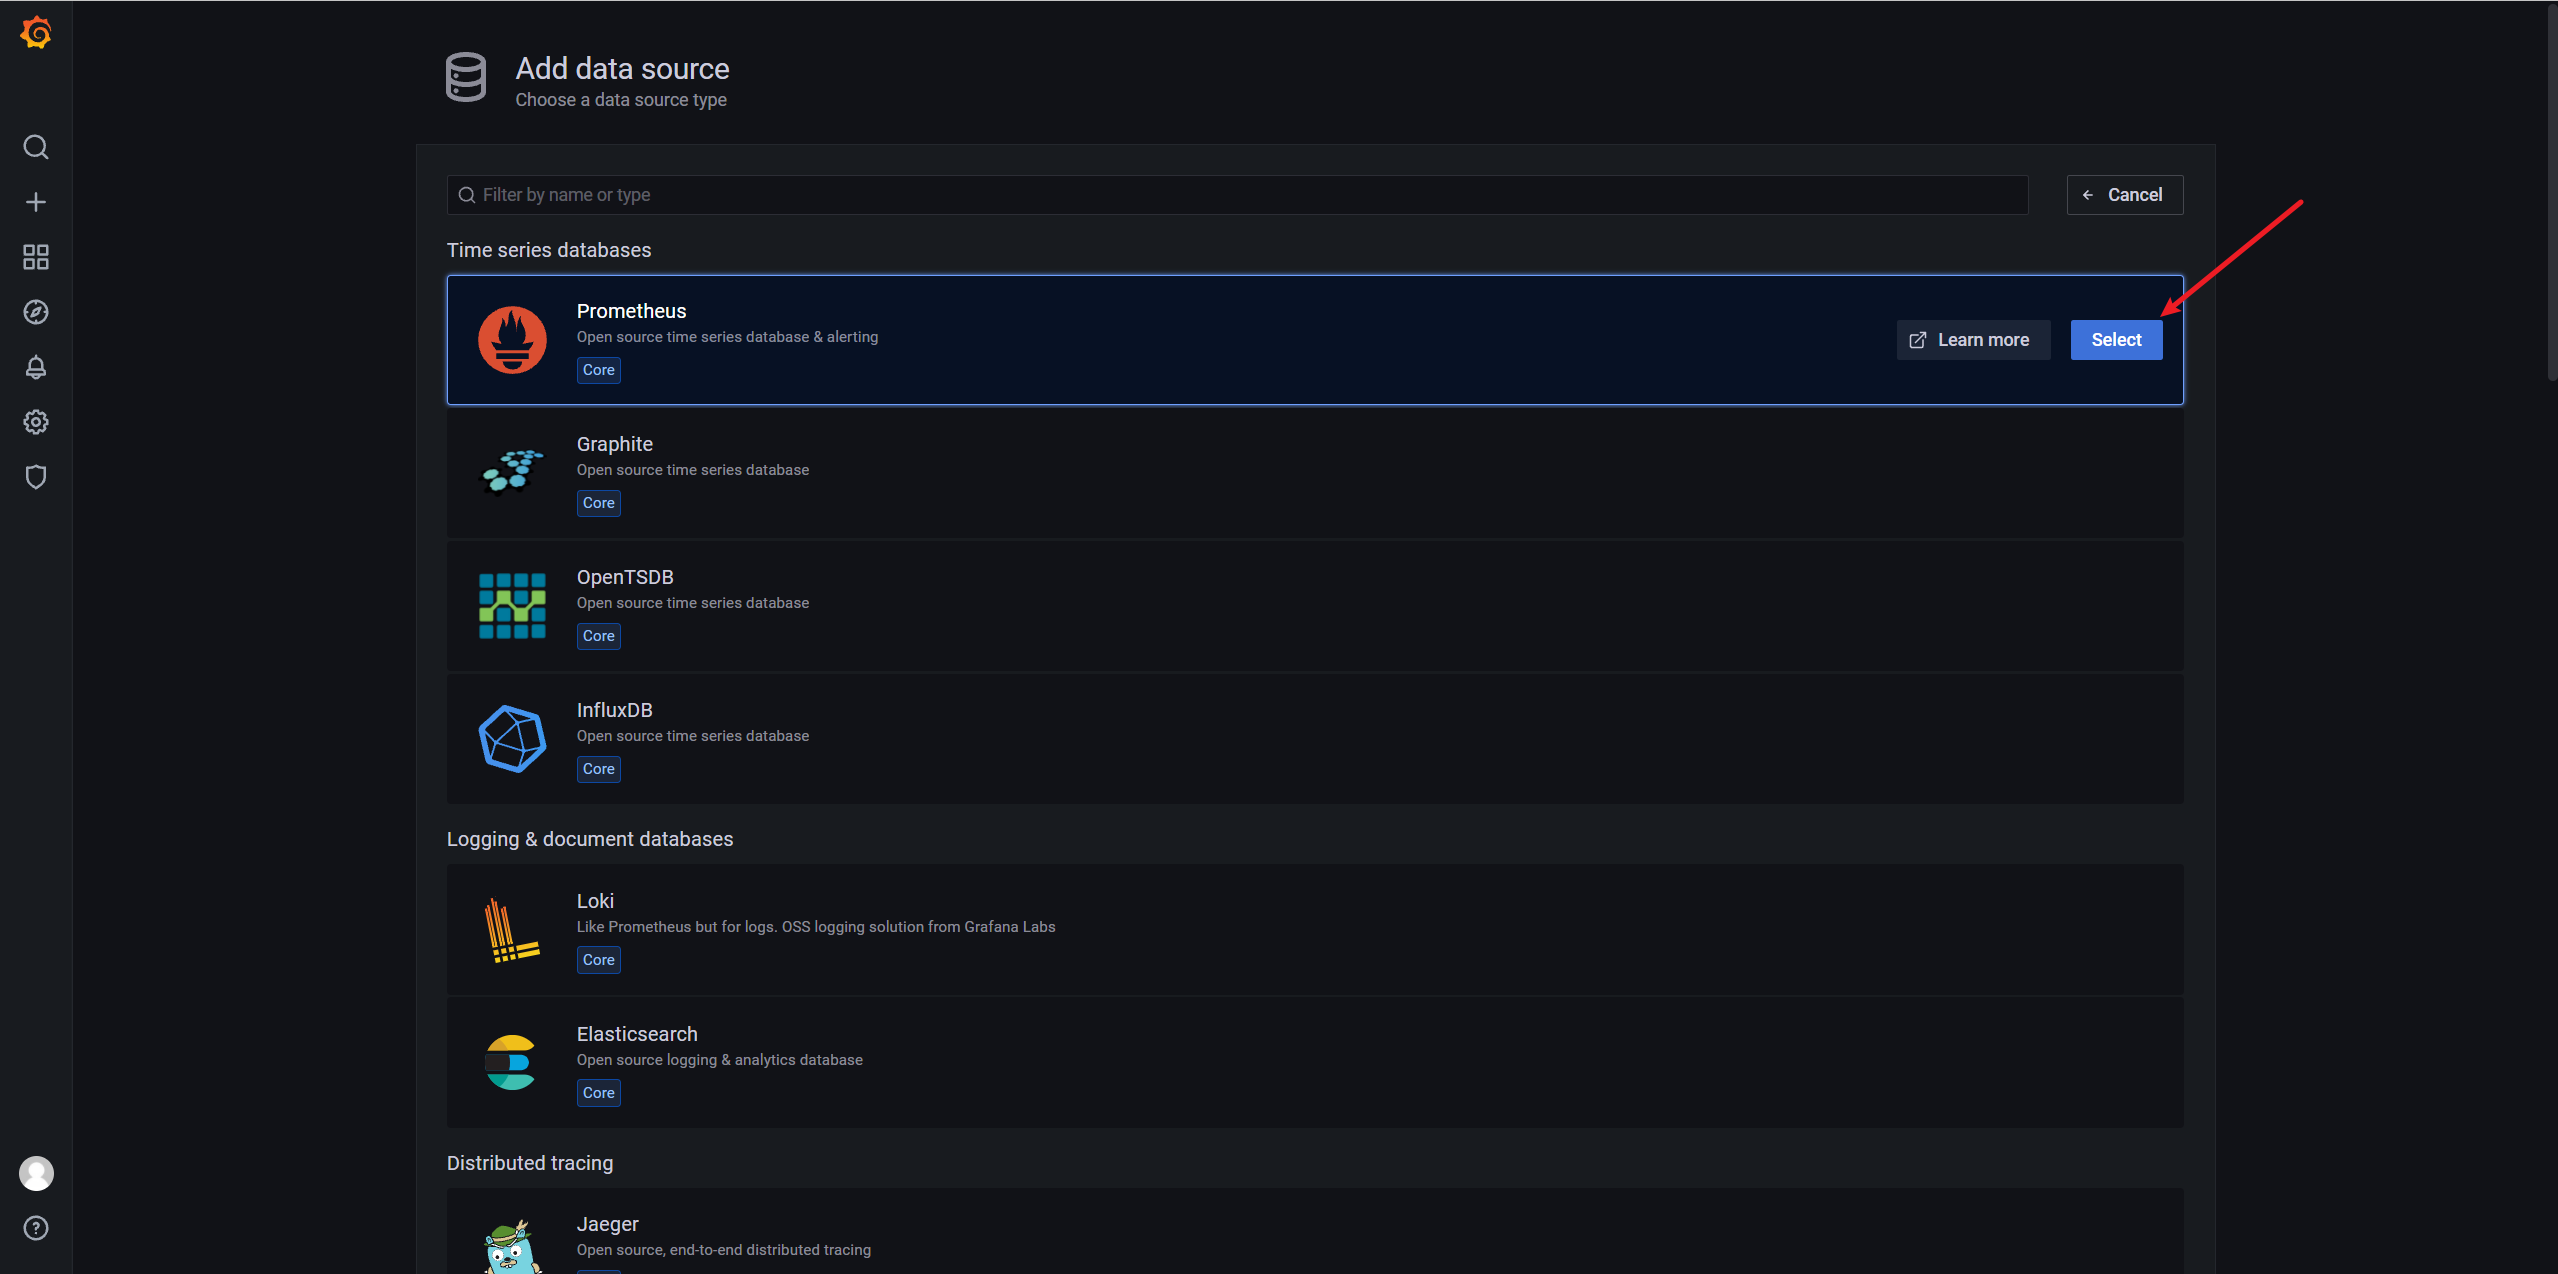 Add data source
Choose a data source type
Filter by name or type
Cancel
Time series databases
Prometheus
Open source time series database & alerting
Core
Learn more
Select
Graphite
Open source time series database
Core
OpenTSDB
Open source time series database
Core
InfluxDB
Open source time series database
Core
Logging & document databases
Loki
Like Prometheus but for logs. OSS logging solution from Grafana Labs
Core
Elasticsearch
Open source logging & analytics database
Core
Distributed tracing
Jaeger
Open source, end-to-end distributed tracing